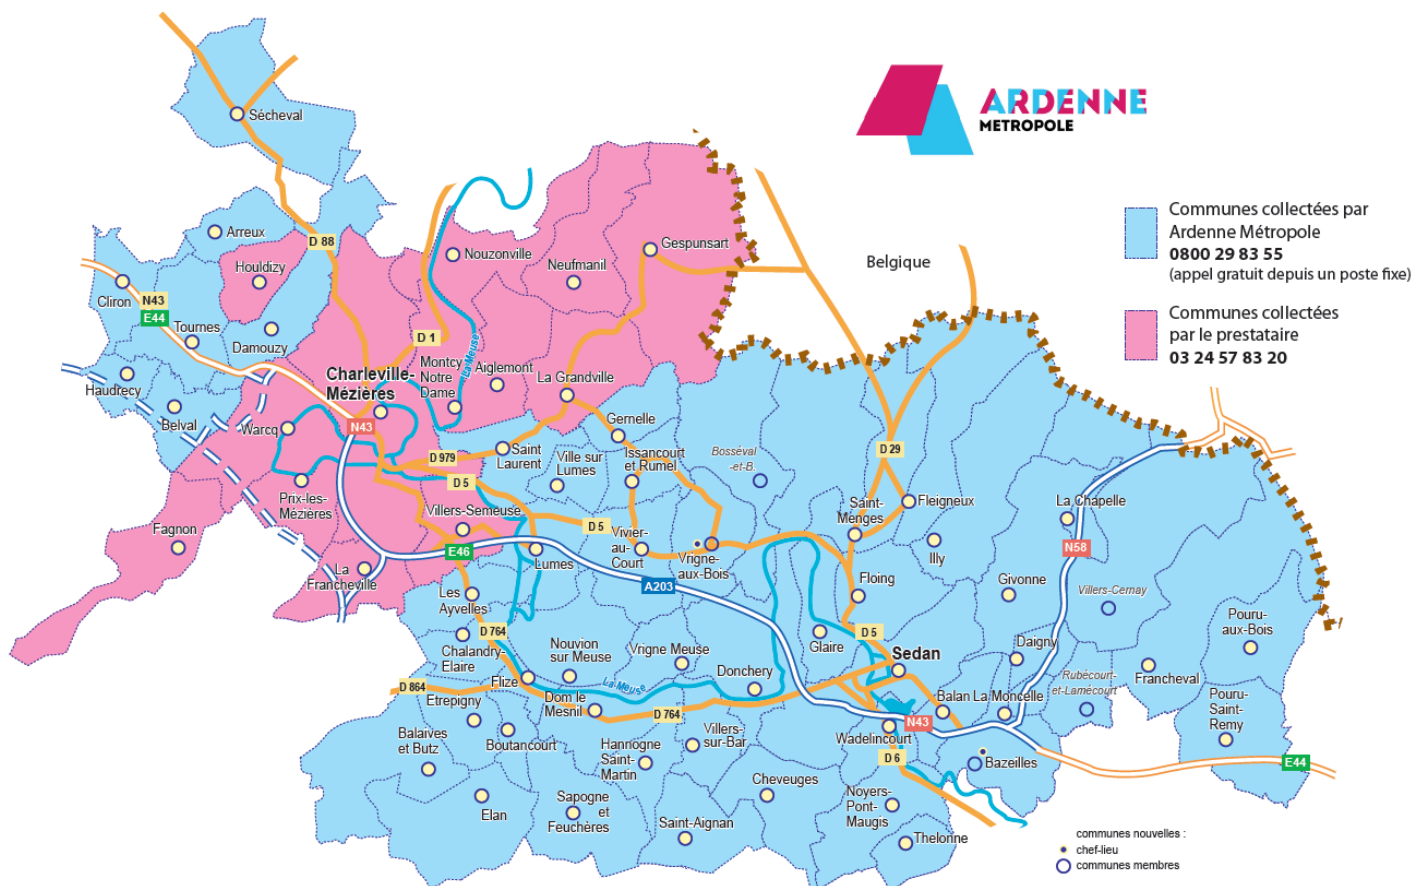 ARDENNE
METROPOLE
Sécheval
Communes collectées par
Ardenne Métropole
0800 29 83 55
(appel gratuit depuis un poste fixe)
Communes collectées
par le prestataire
03 24 57 83 20
Arreux
D 88
Nouzonville
Gespunsart
Belgique
Houldizy
Neufmanil
Cliron
N43
E44
Tournes
Damouzy
D 1
La Meuse
Montcy
Notre
Dame
Aiglemont
La Grandville
Charleville-
Mézières
Haudrecy
Belval
Warcq
N43
Gernelle
D 979
Saint
Laurent
Ville sur
Lumes
Issancourt
et Rumel
Bosséval
-et-B.
D 29
D 5
Prix-les-
Mézières
Villers-Semeuse
Fagnon
D 5
Saint-
Menges
Fleigneux
La Chapelle
Vivier-
au-
Court
Vrigne-
aux-Bois
Illy
N58
E46
Lumes
La
Francheville
A203
Les
Ayvelles
Floing
Givonne
Villers-Cernay
Pouru-
aux-Bois
D 764
D 5
Chalandry-
Elaire
Nouvion
sur Meuse
Vrigne Meuse
Glaire
Sedan
Daigny
Francheval
Flize
La Meuse
Donchery
Rubécourt-
et-Lamécourt
D 864
Etrepigny
Dom le
Mesnil
D 764
Balan
La Moncelle
Pouru-
Saint-
Remy
Balaives
et Butz
Boutancourt
Hannogne
Saint-
Martin
Villers-
sur-Bar
N43
Wadelincourt
D 6
Bazeilles
E44
Elan
Sapogne
et
Feuchères
Cheveuges
Noyers-
Pont-
Maugis
Saint-Aignan
Thelonne
communes nouvelles :
chef-lieu
communes membres